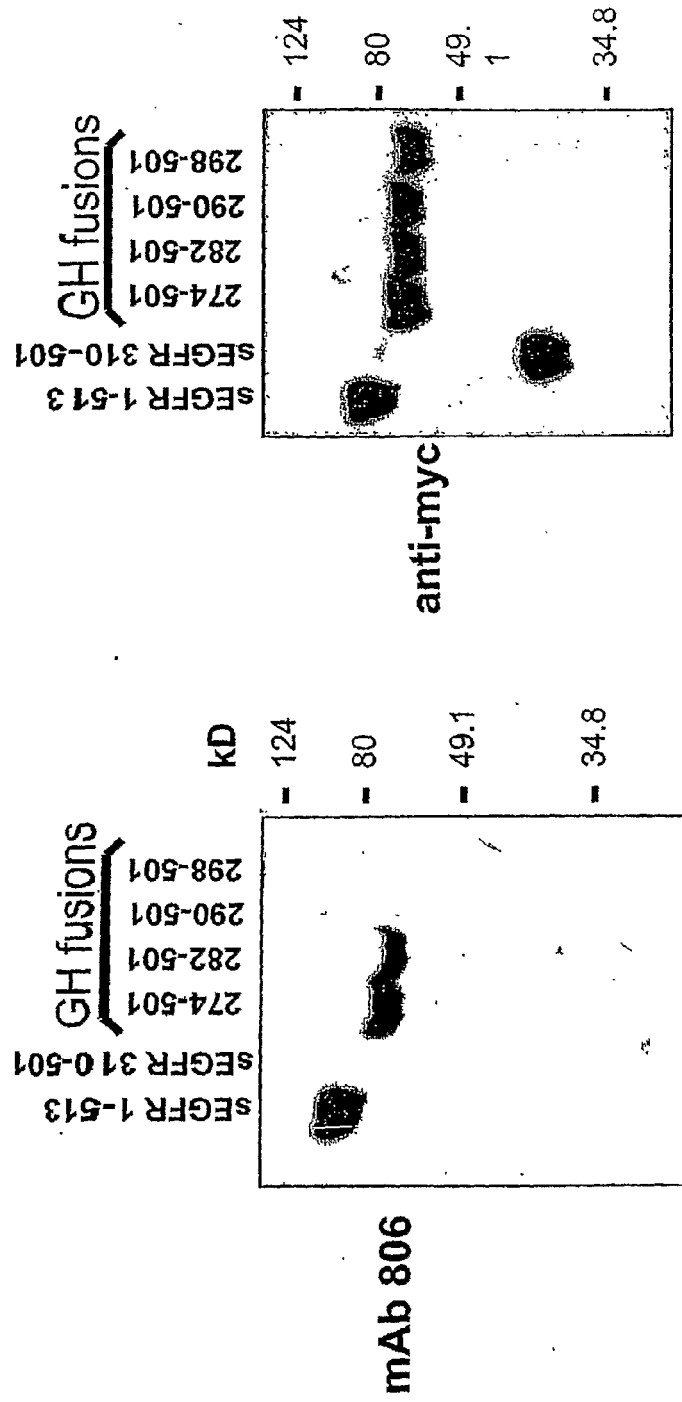 GH fusions
sEGFR 1-513
sEGFR 310-501
274-501
282-501
290-501
298-501
kD
124
80
49.1
34.8
mAb 806
GH fusions
sEGFR 1-513
sEGFR 310-501
274-501
282-501
290-501
298-501
124
80
49.
1
34.8
anti-myc